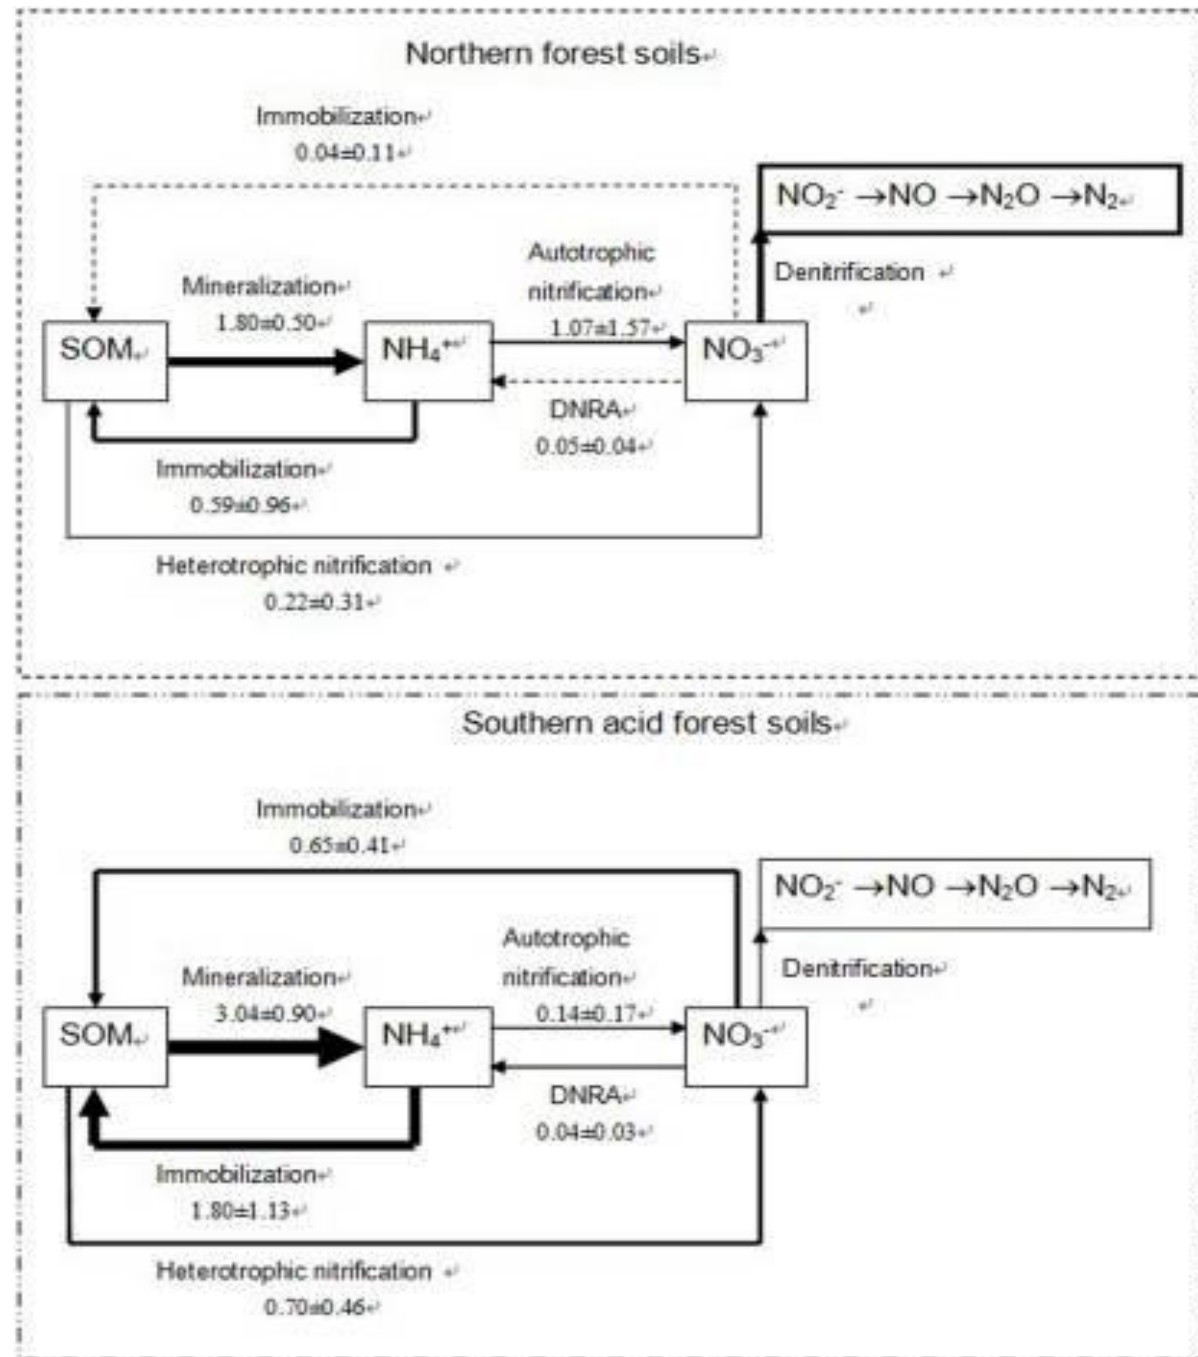 Northern forest soils↵
Immobilization↵
0.04±0.11↵
NO₂⁻ →NO →N₂O →N₂↵
Autotrophic
nitrification↵
1.07±1.57↵
Denitrification ↵
↵
Mineralization↵
1.80±0.50↵
SOM↵
NH₄⁺↵
NO₃⁻↵
DNRA↵
0.05±0.04↵
Immobilization↵
0.59±0.96↵
Heterotrophic nitrification ↵
0.22±0.31↵
Southern acid forest soils↵
Immobilization↵
0.65±0.41↵
NO₂⁻ →NO →N₂O →N₂↵
Autotrophic
nitrification↵
0.14±0.17↵
Denitrification↵
↵
Mineralization↵
3.04±0.90↵
SOM↵
NH₄⁺↵
NO₃⁻↵
DNRA↵
0.04±0.03↵
Immobilization↵
1.80±1.13↵
Heterotrophic nitrification ↵
0.70±0.46↵